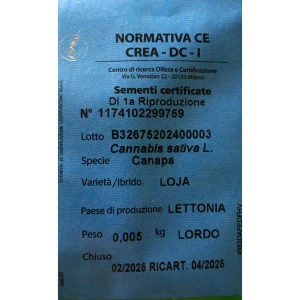 NORMATIVA CE
CREA - DC - I
Centro di ricerca Difesa e Certificazione
Via G. Venezian 22 - 20133 Milano
Sementi certificate
Di 1a Riproduzione
N° 1174102299759
Lotto B32675202400003
Cannabis sativa L.
Specie Canapa
Varietà/ibrido LOJA
Paese di produzione LETTONIA
Peso 0,005 kg LORDO
Chiuso
02/2025 RICART. 04/2025